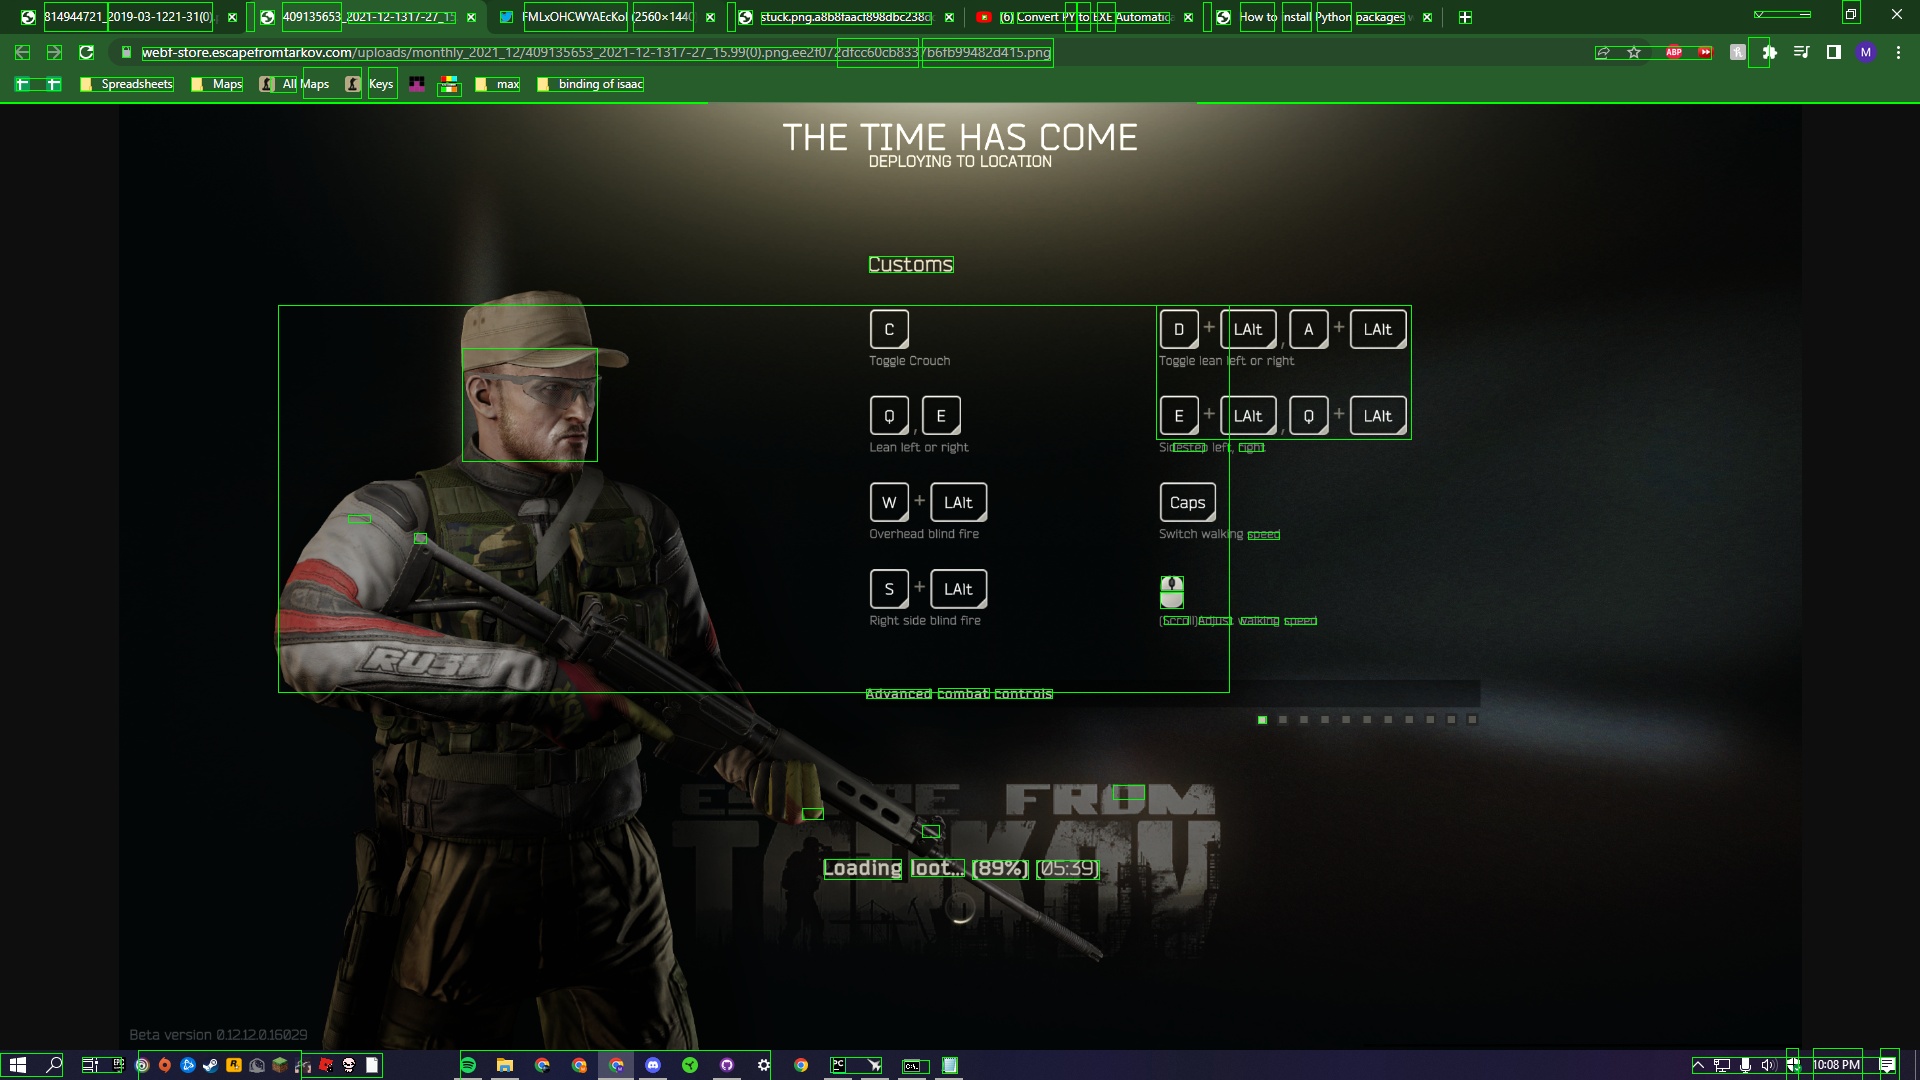 814944721_2019-03-1221-31(0).
409135653_2021-12-1317-27_15
FMLxOHCWYAEcKol (2560×1440
stuck.png.a8b8faacf898dbc238d
(6) Convert PY to EXE Automatic
How to install Python packages
webf-store.escapefromtarkov.com/uploads/monthly_2021_12/409135653_2021-12-1317-27_15.99(0).png.ee2f072dfcc60cb8337b6fb99482d415.png
ABP
M
Spreadsheets
Maps
All Maps
Keys
max
binding of isaac
THE TIME HAS COME
DEPLOYING TO LOCATION
Customs
C
D + LAlt , A + LAlt
Toggle Crouch
Toggle lean left or right
Q , E
E + LAlt , Q + LAlt
Lean left or right
Sidestep left, right
W + LAlt
Caps
Overhead blind fire
Switch walking speed
S + LAlt
Right side blind fire
(Scroll)Adjust walking speed
RUSH
Advanced combat controls
ESCAPE FROM
TARKOV
Loading loot... (89%) (05:39)
Beta version 0.12.12.0.16029
10:08 PM